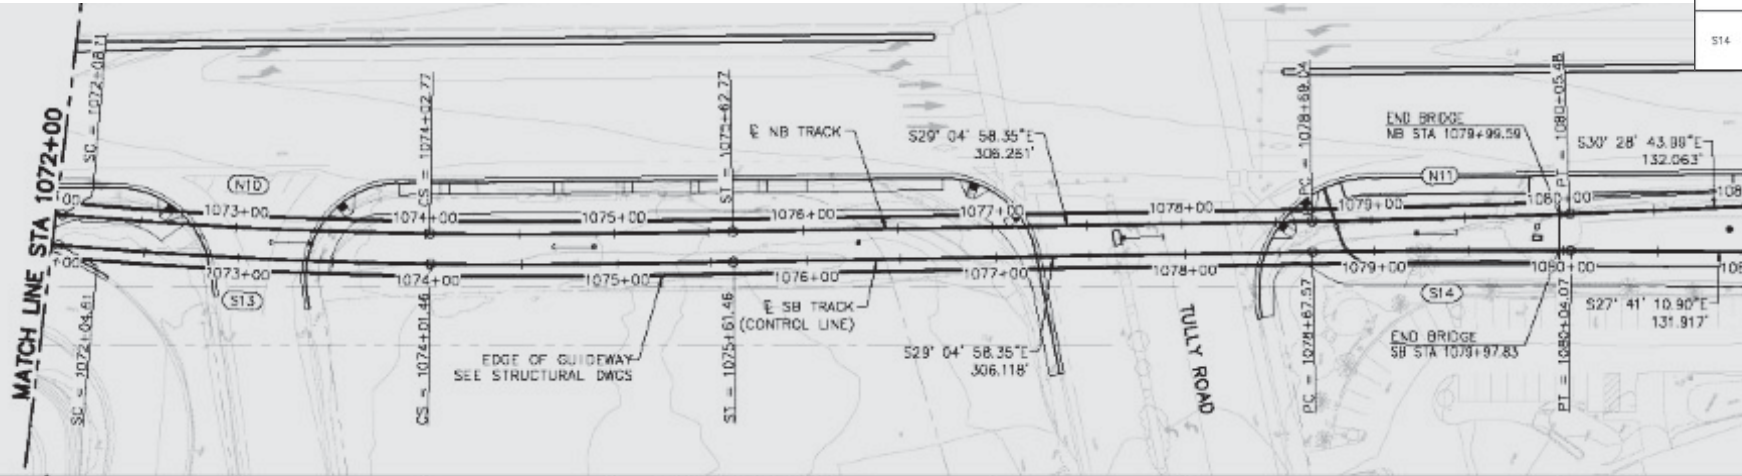 S14
MATCH LINE STA 1072+00
SC = 1072+08.71
CS = 1074+02.77
ST = 1075+62.77
PC = 1078+69.04
PT = 1080+05.48
℄ NB TRACK
S29° 04' 58.35"E
306.261'
END BRIDGE
NB STA 1079+99.59
S30° 28' 43.99"E
132.063'
N10
N11
1073+00
1074+00
1075+00
1076+00
1077+00
1078+00
1079+00
1080+00
1073+00
1074+00
1075+00
1076+00
1077+00
1078+00
1079+00
1080+00
S13
S14
℄ SB TRACK
(CONTROL LINE)
EDGE OF GUIDEWAY
SEE STRUCTURAL DWGS
S29° 04' 58.35"E
306.118'
TULLY ROAD
END BRIDGE
SB STA 1079+97.83
S27° 41' 10.90"E
131.917'
SC = 1072+04.61
CS = 1074+01.46
ST = 1075+61.46
PC = 1078+67.57
PT = 1080+04.07